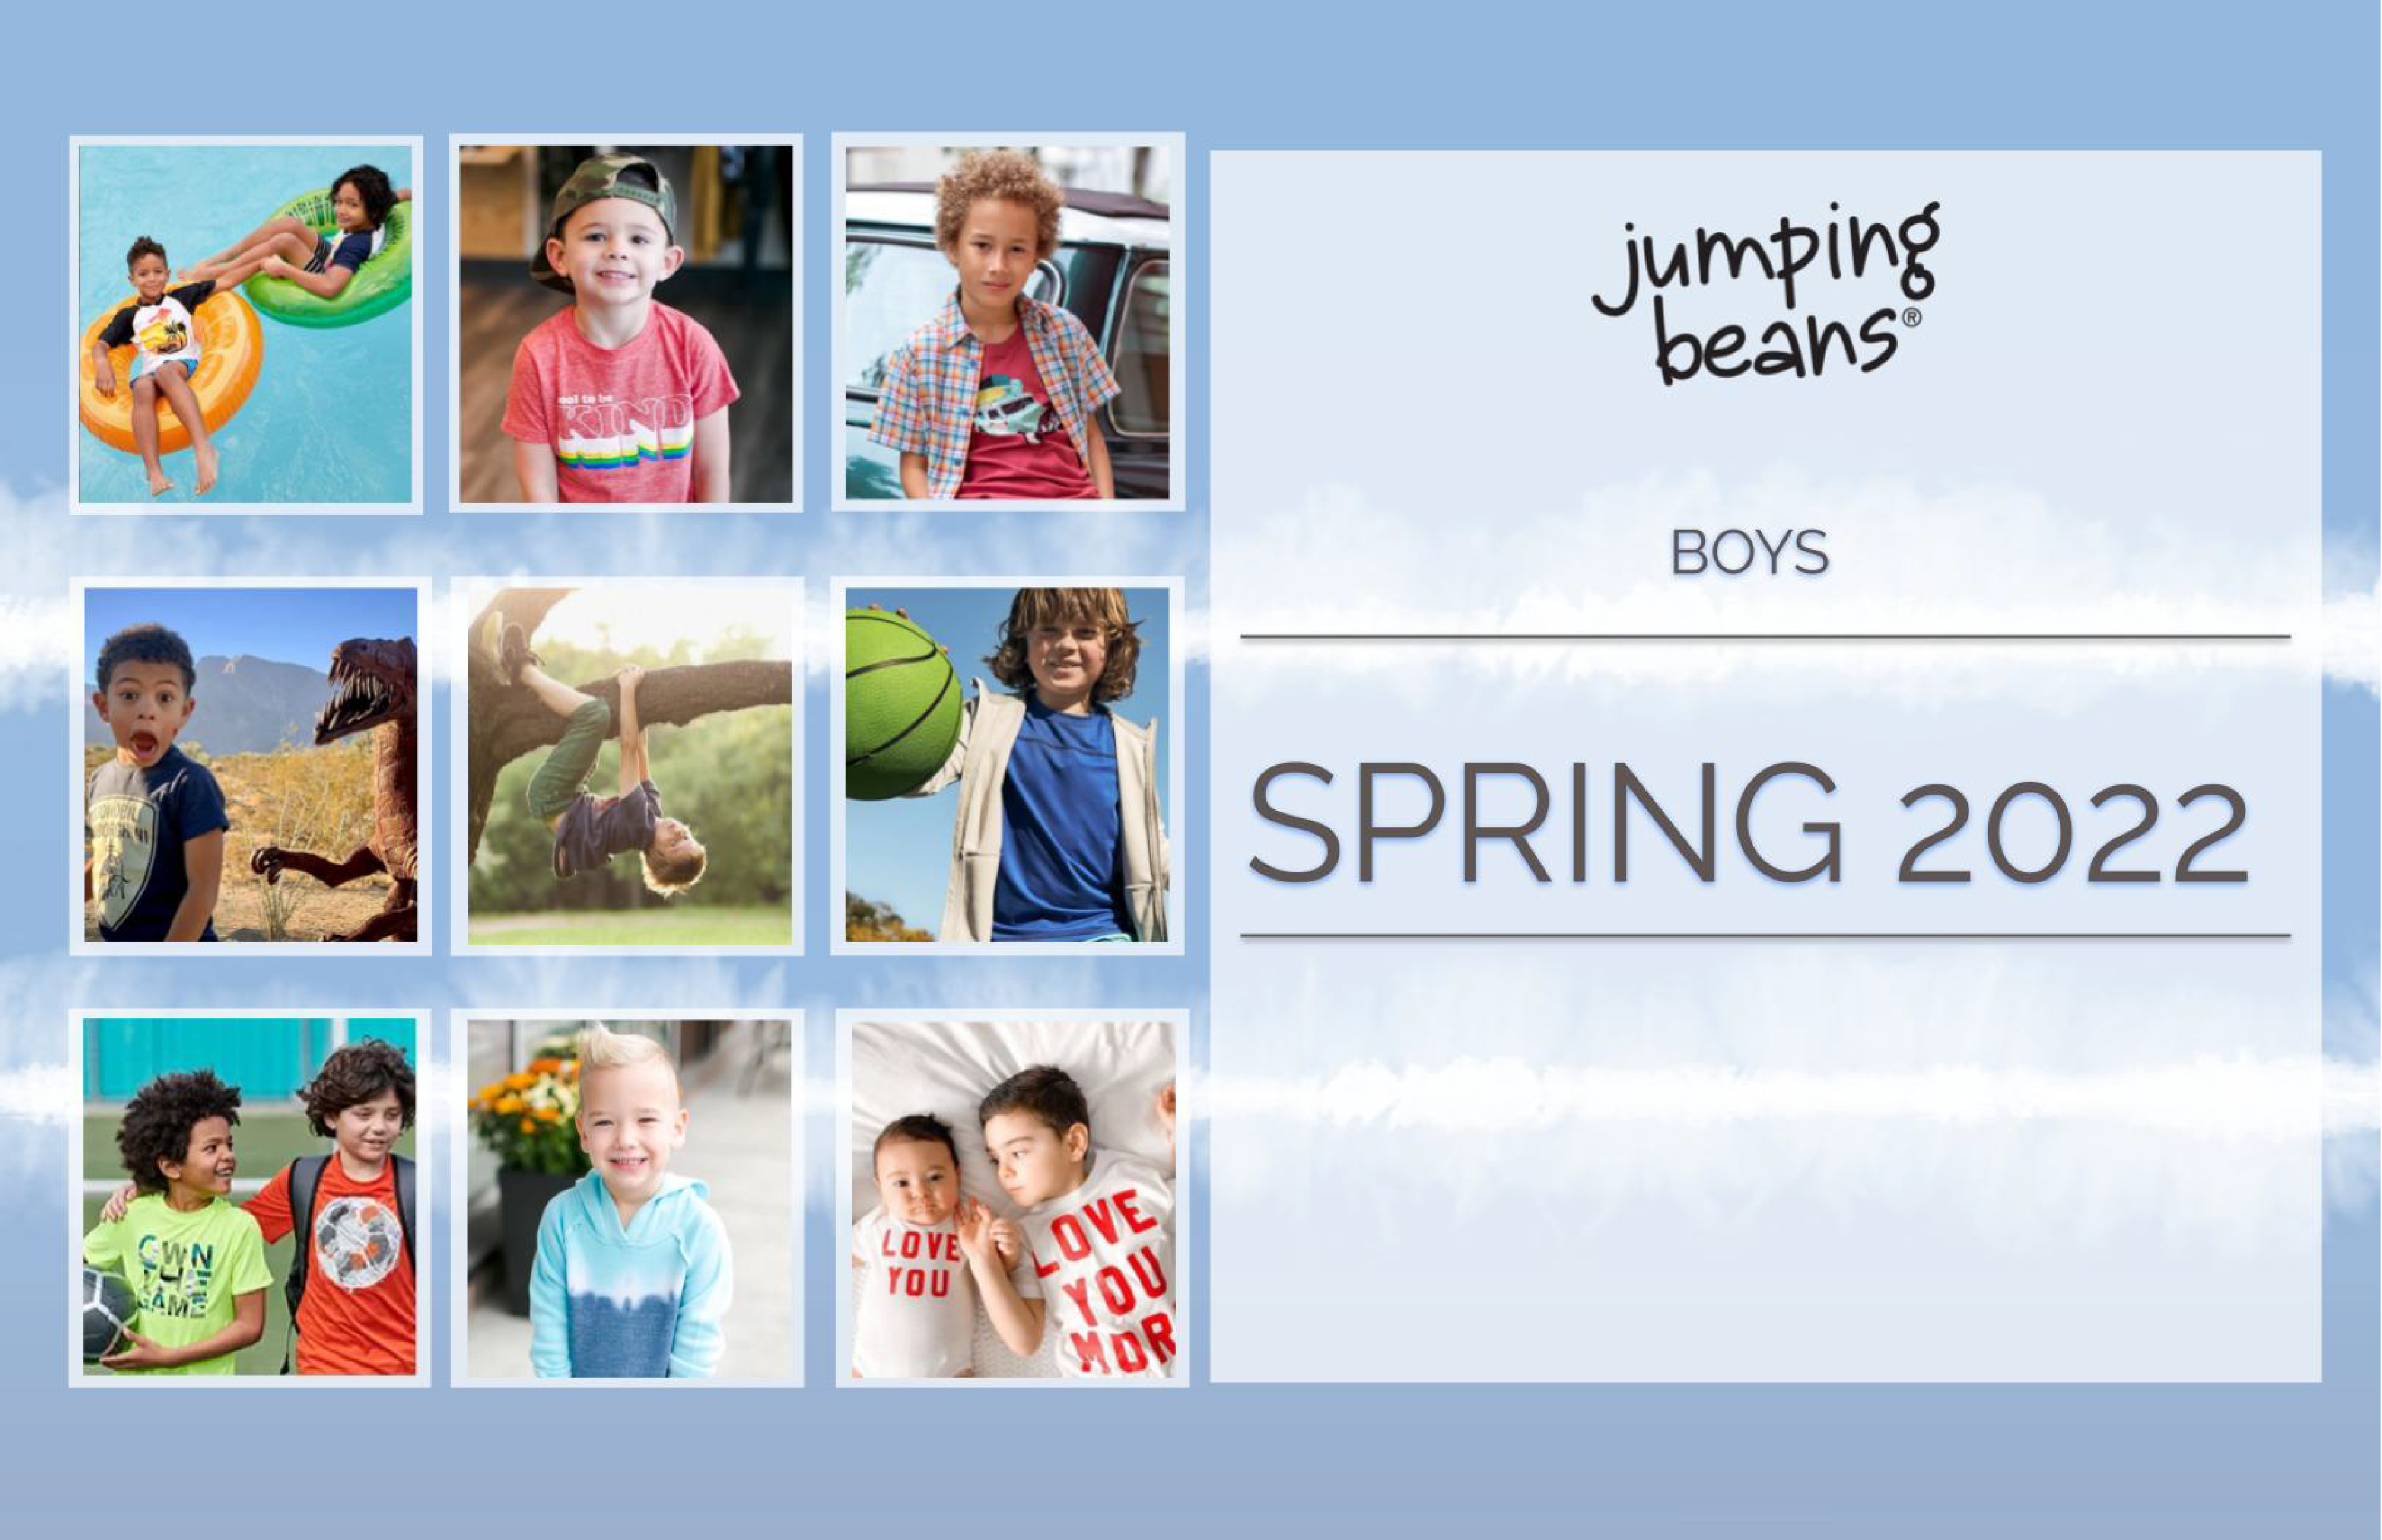 jumping
beans®
BOYS
SPRING 2022
ool to be
KIND
OWN
THE
GAME
LOVE
YOU
LOVE
YOU
MOR